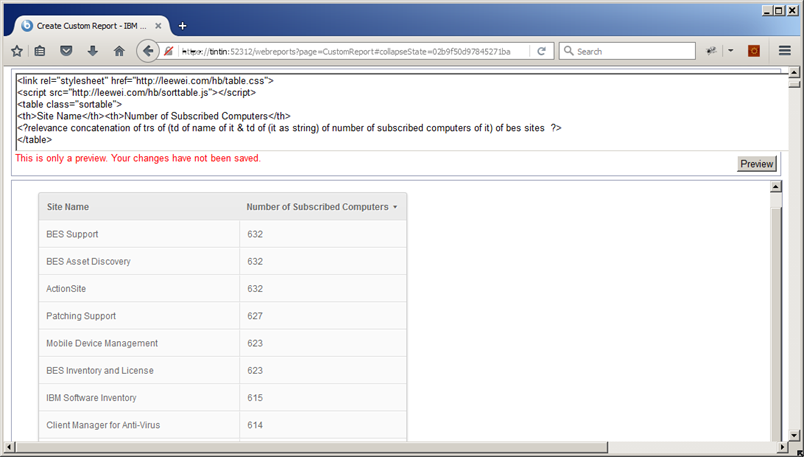 Create Custom Report - IBM ...
https://tintin:52312/webreports?page=CustomReport#collapseState=02b9f50d97845271ba
Search
<link rel="stylesheet" href="http://leewei.com/hb/table.css">
<script src="http://leewei.com/hb/sorttable.js"></script>
<table class="sortable">
<th>Site Name</th><th>Number of Subscribed Computers</th>
<?relevance concatenation of trs of (td of name of it & td of (it as string) of number of subscribed computers of it) of bes sites  ?>
</table>
This is only a preview. Your changes have not been saved.
Preview
Site Name Number of Subscribed Computers
BES Support 632
BES Asset Discovery 632
ActionSite 632
Patching Support 627
Mobile Device Management 623
BES Inventory and License 623
IBM Software Inventory 615
Client Manager for Anti-Virus 614